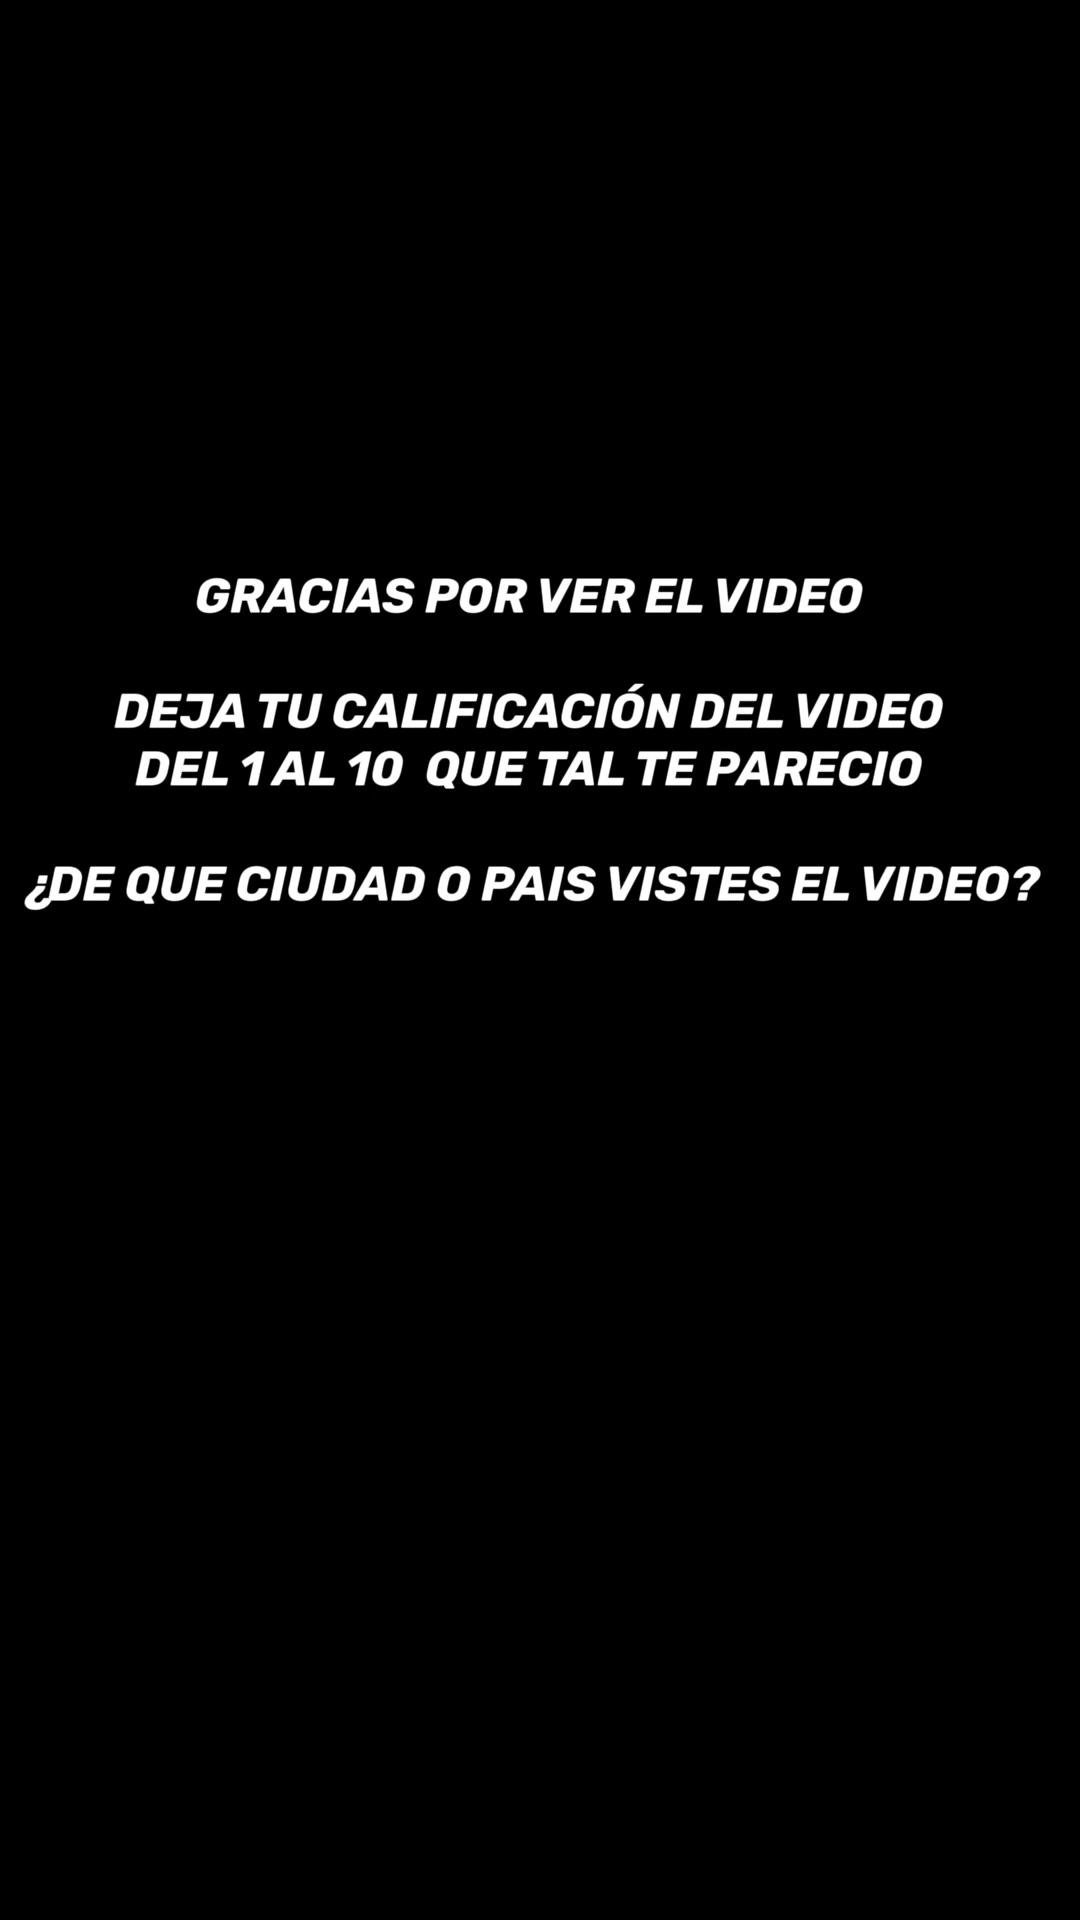 GRACIAS POR VER EL VIDEO
DEJA TU CALIFICACIÓN DEL VIDEO
DEL 1 AL 10 QUE TAL TE PARECIO
¿DE QUE CIUDAD O PAIS VISTES EL VIDEO?